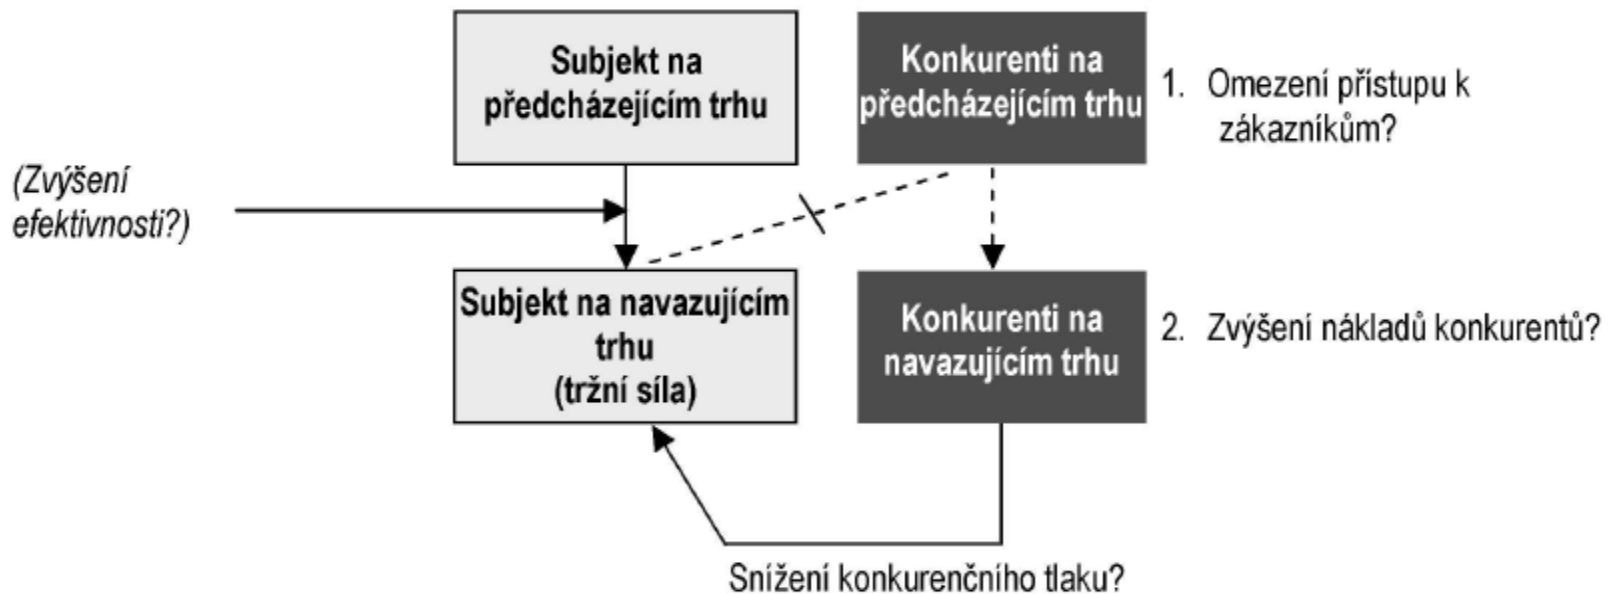 Subjekt na
předcházejícím trhu
Konkurenti na
předcházejícím trhu
1. Omezení přístupu k
zákazníkům?
(Zvýšení
efektivnosti?)
Subjekt na navazujícím
trhu
(tržní síla)
Konkurenti na
navazujícím trhu
2. Zvýšení nákladů konkurentů?
Snížení konkurenčního tlaku?